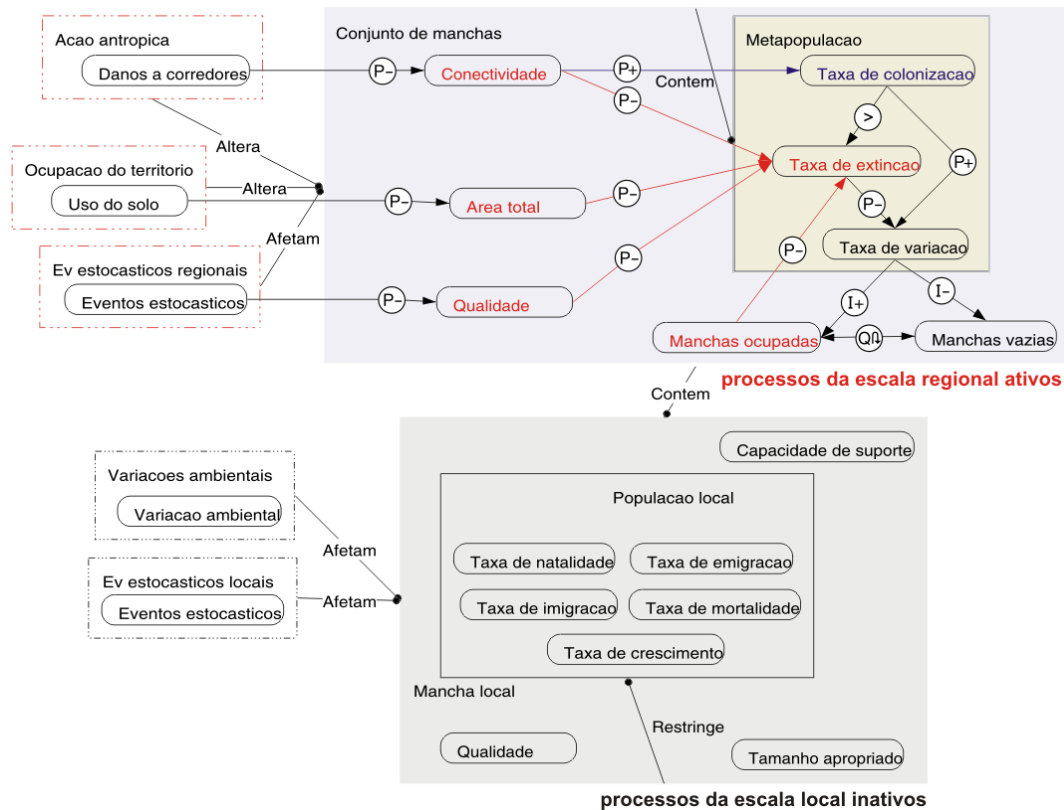 Acao antropica
Danos a corredores
Altera
Ocupacao do territorio
Uso do solo
Altera
Afetam
Ev estocasticos regionais
Eventos estocasticos
Conjunto de manchas
P−
Conectividade
P+
P−
Contem
P−
Area total
P−
P−
Qualidade
P−
Metapopulacao
Taxa de colonizacao
>
Taxa de extincao
P+
P−
P−
Taxa de variacao
I+
I−
Manchas ocupadas
Q
Manchas vazias
processos da escala regional ativos
Contem
Variacoes ambientais
Variacao ambiental
Afetam
Ev estocasticos locais
Eventos estocasticos
Afetam
Capacidade de suporte
Populacao local
Taxa de natalidade
Taxa de emigracao
Taxa de imigracao
Taxa de mortalidade
Taxa de crescimento
Mancha local
Restringe
Qualidade
Tamanho apropriado
processos da escala local inativos